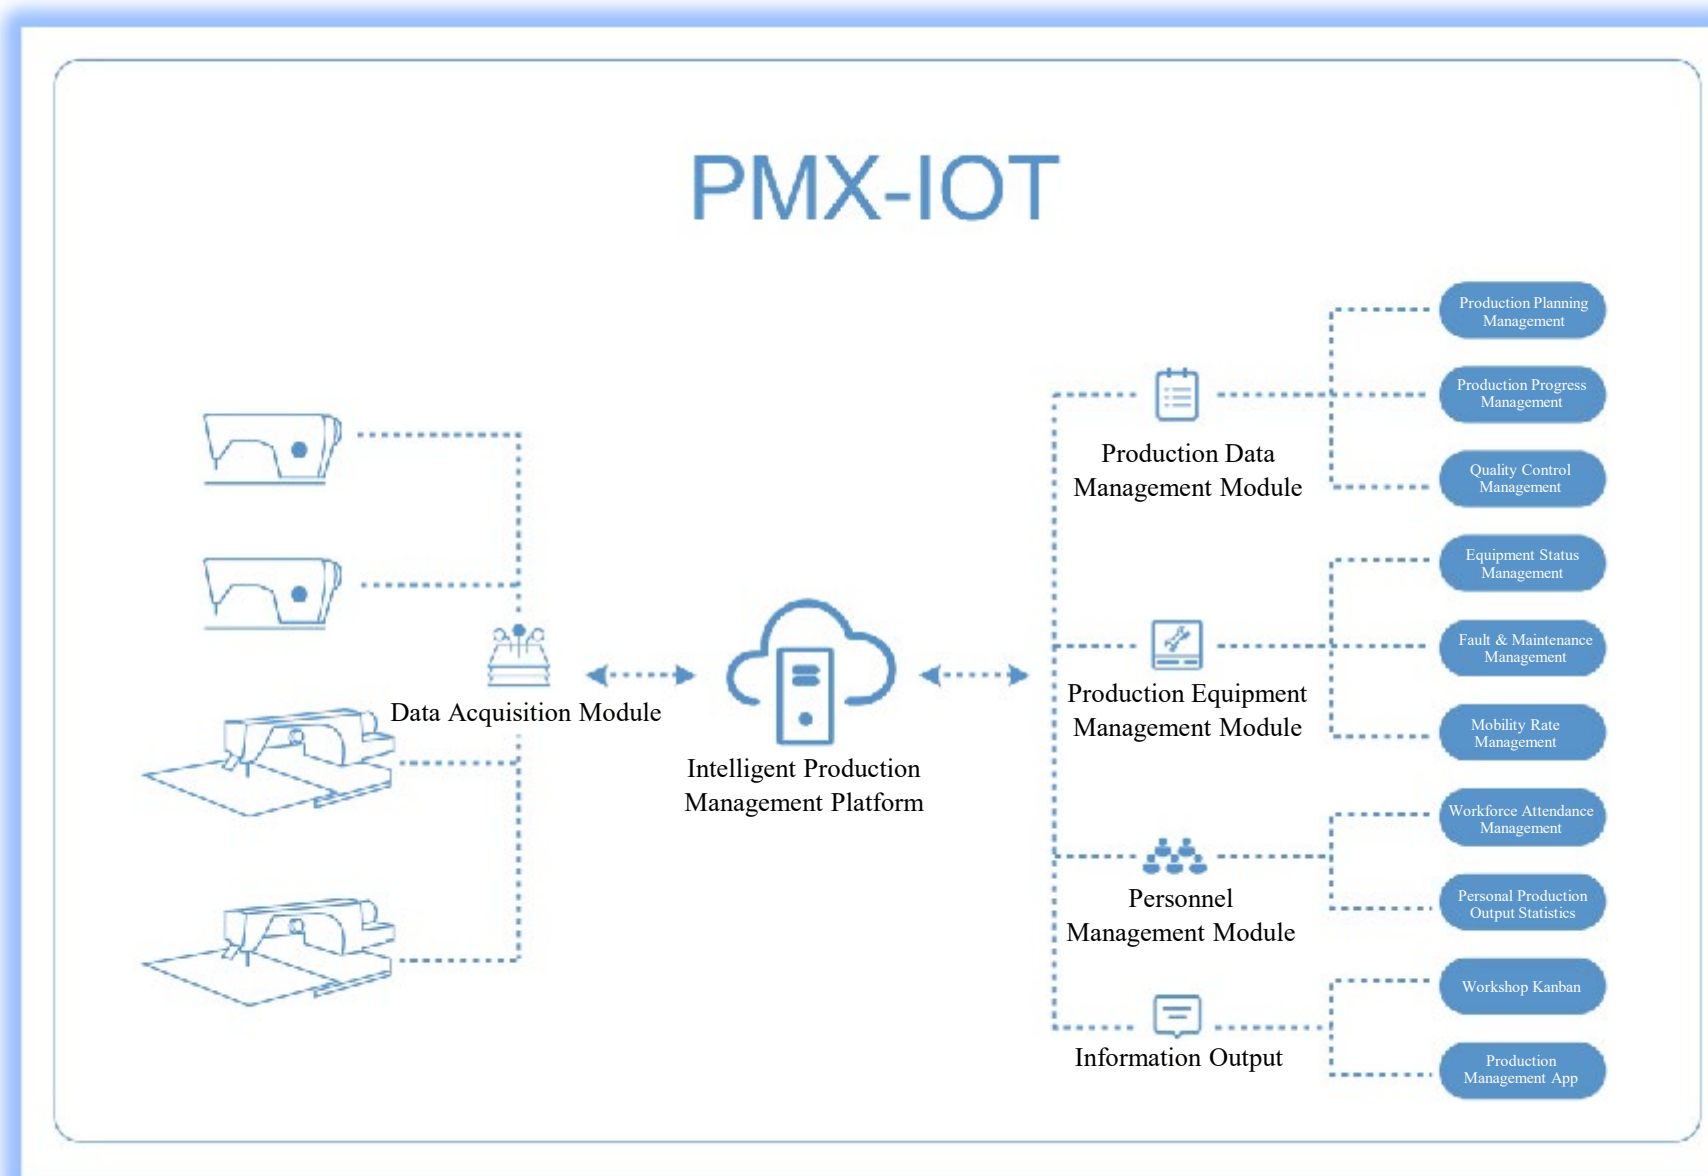 PMX-IOT
Data Acquisition Module
Intelligent Production
Management Platform
Production Data
Management Module
Production Planning
Management
Production Progress
Management
Quality Control
Management
Production Equipment
Management Module
Equipment Status
Management
Fault & Maintenance
Management
Mobility Rate
Management
Personnel
Management Module
Workforce Attendance
Management
Personal Production
Output Statistics
Information Output
Workshop Kanban
Production
Management App